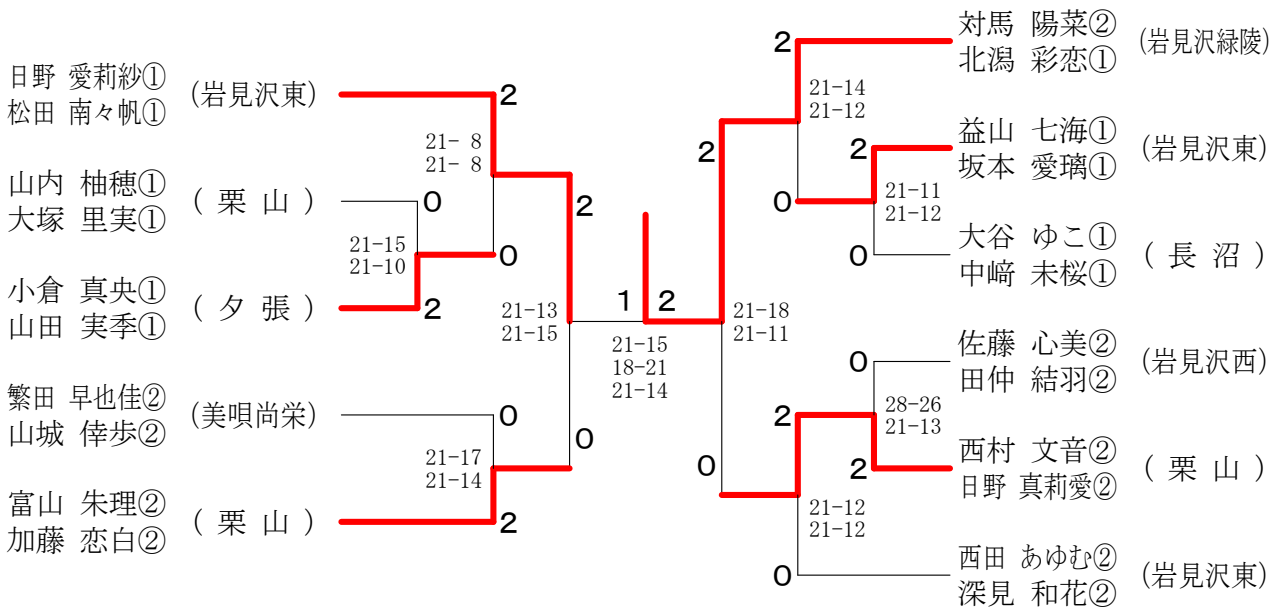 日野 愛莉紗①
松田 南々帆①
(岩見沢東)
2
21- 8
21- 8
山内 柚穂①
大塚 里実①
( 栗 山 )
0
21-15
21-10
0
小倉 真央①
山田 実季①
( 夕 張 )
2
2
21-13
21-15
繁田 早也佳②
山城 倖歩②
(美唄尚栄)
0
21-17
21-14
0
富山 朱理②
加藤 恋白②
( 栗 山 )
2
1
2
21-15
18-21
21-14
対馬 陽菜②
北潟 彩恋①
(岩見沢緑陵)
2
21-14
21-12
2
益山 七海①
坂本 愛璃①
(岩見沢東)
2
0
21-11
21-12
大谷 ゆこ①
中﨑 未桜①
( 長 沼 )
0
21-18
21-11
佐藤 心美②
田仲 結羽②
(岩見沢西)
0
28-26
21-13
2
西村 文音②
日野 真莉愛②
( 栗 山 )
2
0
21-12
21-12
西田 あゆむ②
深見 和花②
(岩見沢東)
0